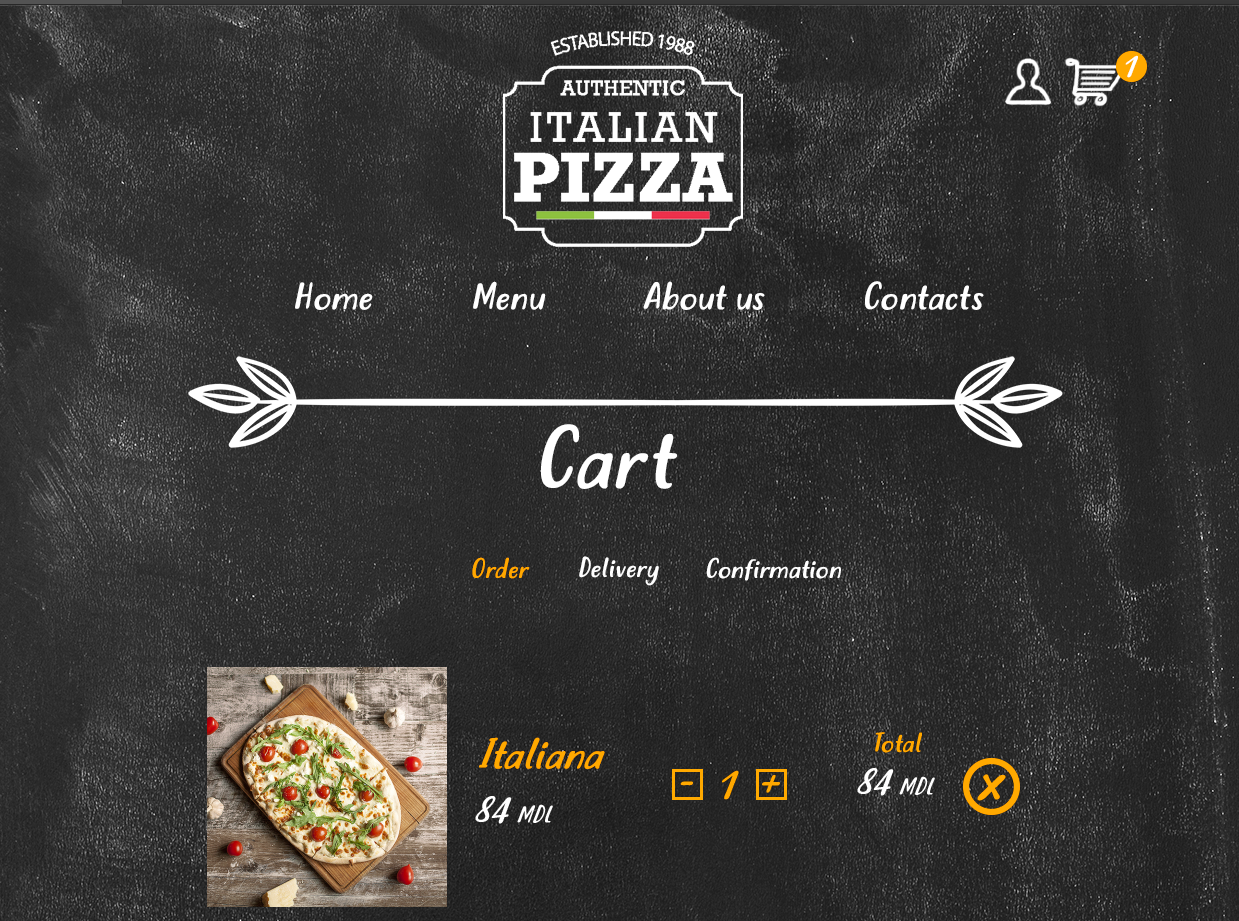 ESTABLISHED 1988
AUTHENTIC
ITALIAN
PIZZA
1
Home Menu About us Contacts
Cart
Order Delivery Confirmation
Italiana
84 MDL
- 1 +
Total
84 MDL
X